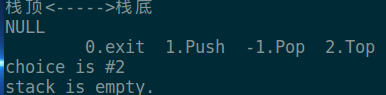 栈顶<----->栈底
NULL
0.exit  1.Push  -1.Pop  2.Top
choice is #2
stack is empty.